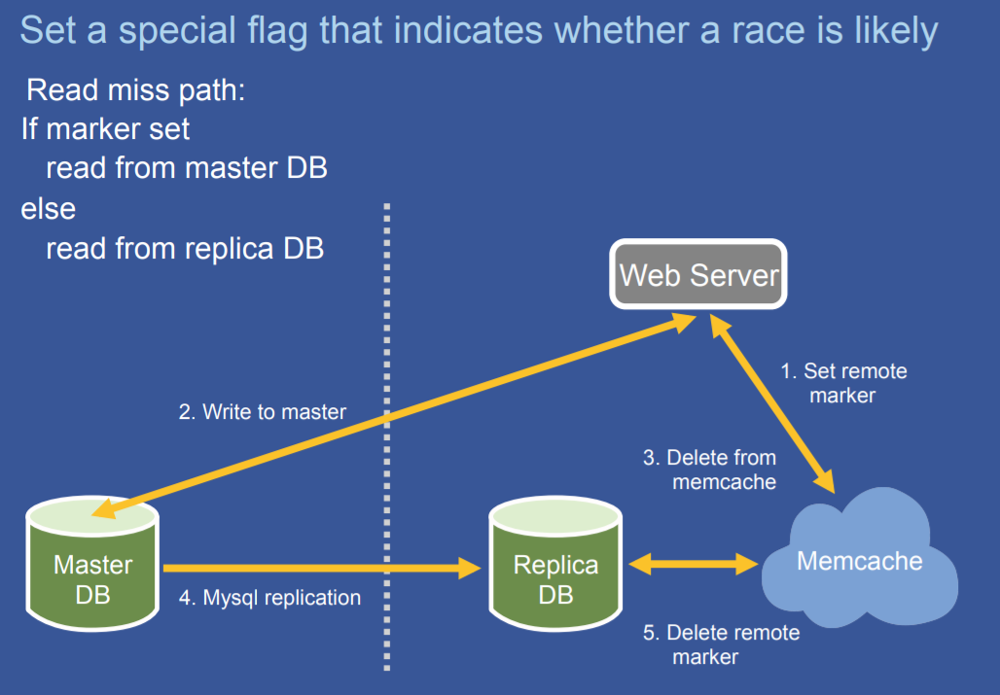 Set a special flag that indicates whether a race is likely
Read miss path:
If marker set
read from master DB
else
read from replica DB
Web Server
1. Set remote
marker
2. Write to master
3. Delete from
memcache
Master
DB
4. Mysql replication
Replica
DB
Memcache
5. Delete remote
marker